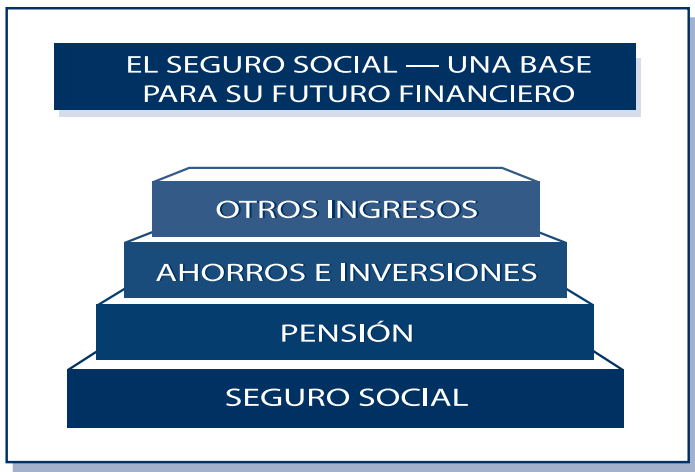 EL SEGURO SOCIAL — UNA BASE
PARA SU FUTURO FINANCIERO
OTROS INGRESOS
AHORROS E INVERSIONES
PENSIÓN
SEGURO SOCIAL